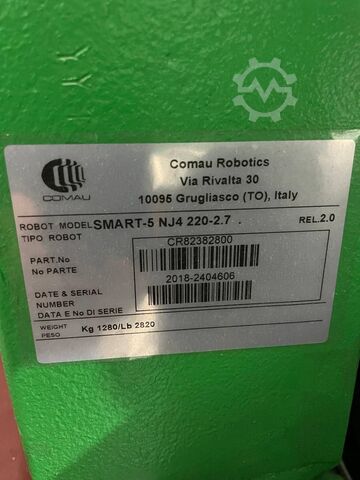 COMAU
Comau Robotics
Via Rivalta 30
10095 Grugliasco (TO), Italy
ROBOT MODEL SMART-5 NJ4 220-2.7 . REL.2.0
TIPO ROBOT
CR82382800
PART.No
No PARTE
2018-2404606
DATE & SERIAL
NUMBER
DATA E No DI SERIE
WEIGHT Kg 1280/Lb 2820
PESO